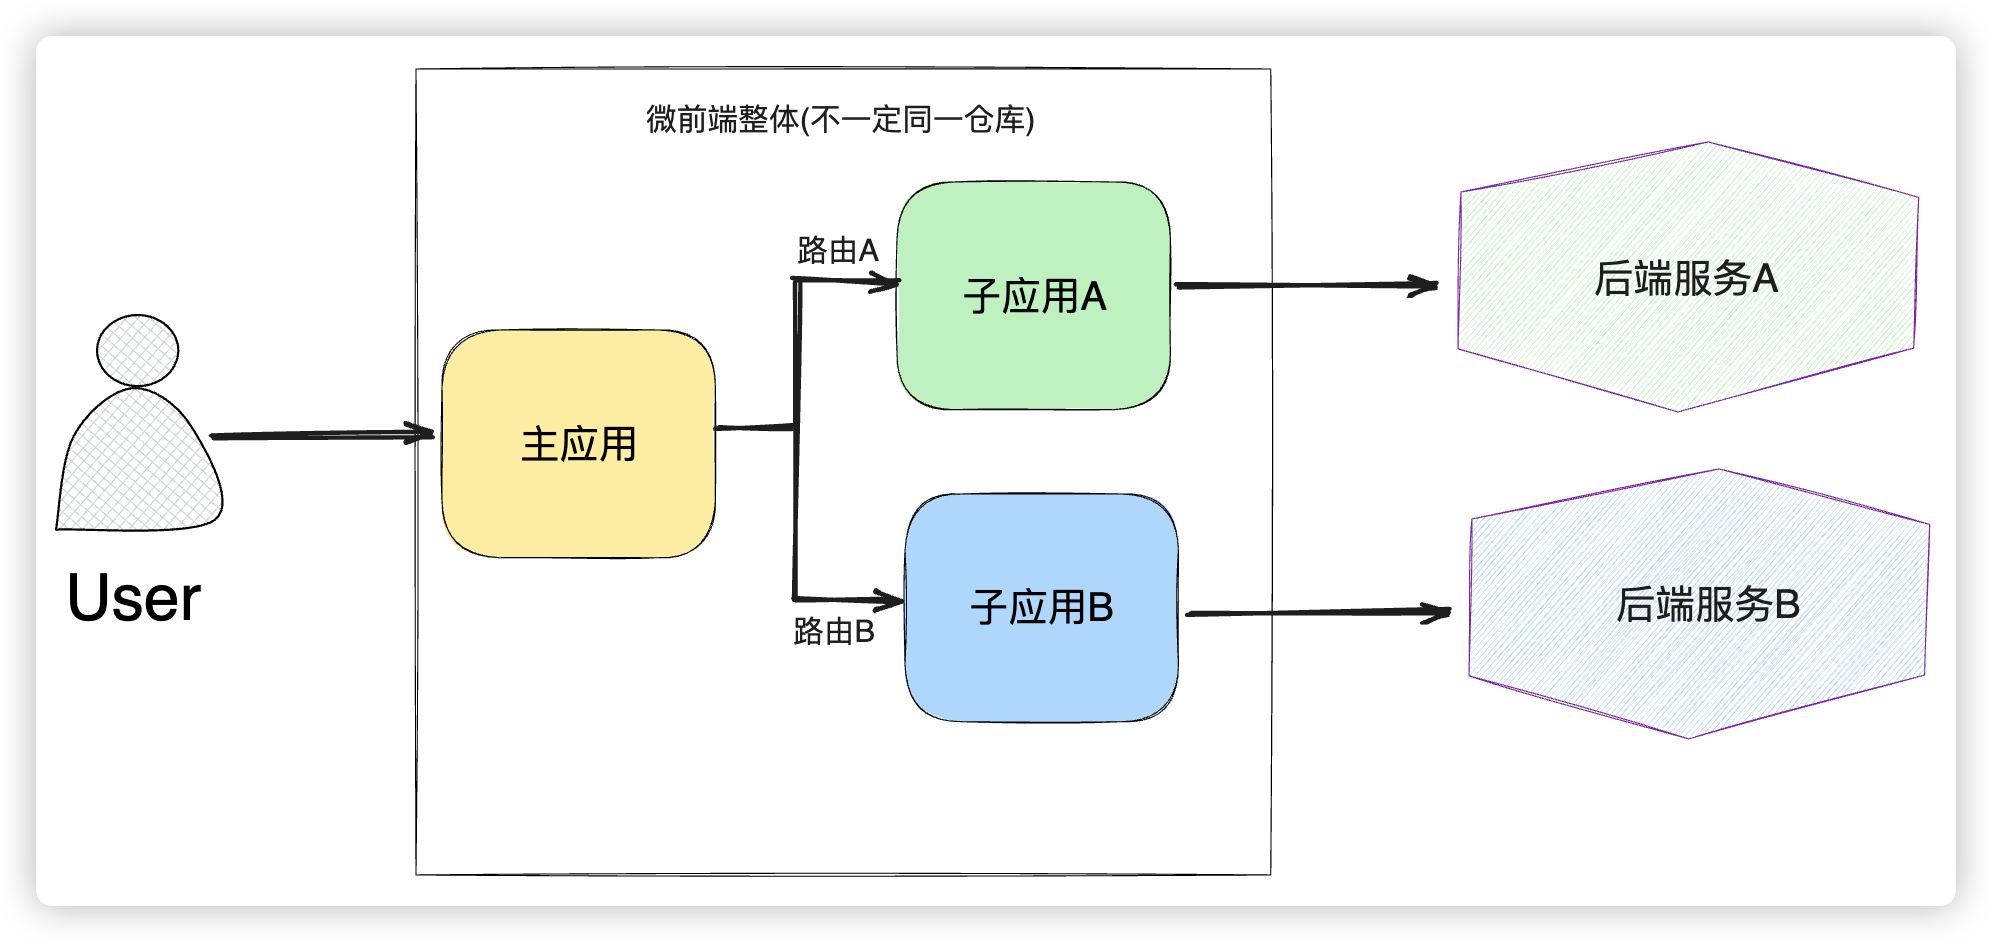 微前端整体(不一定同一仓库)
路由A
子应用A
后端服务A
主应用
User
子应用B
路由B
后端服务B